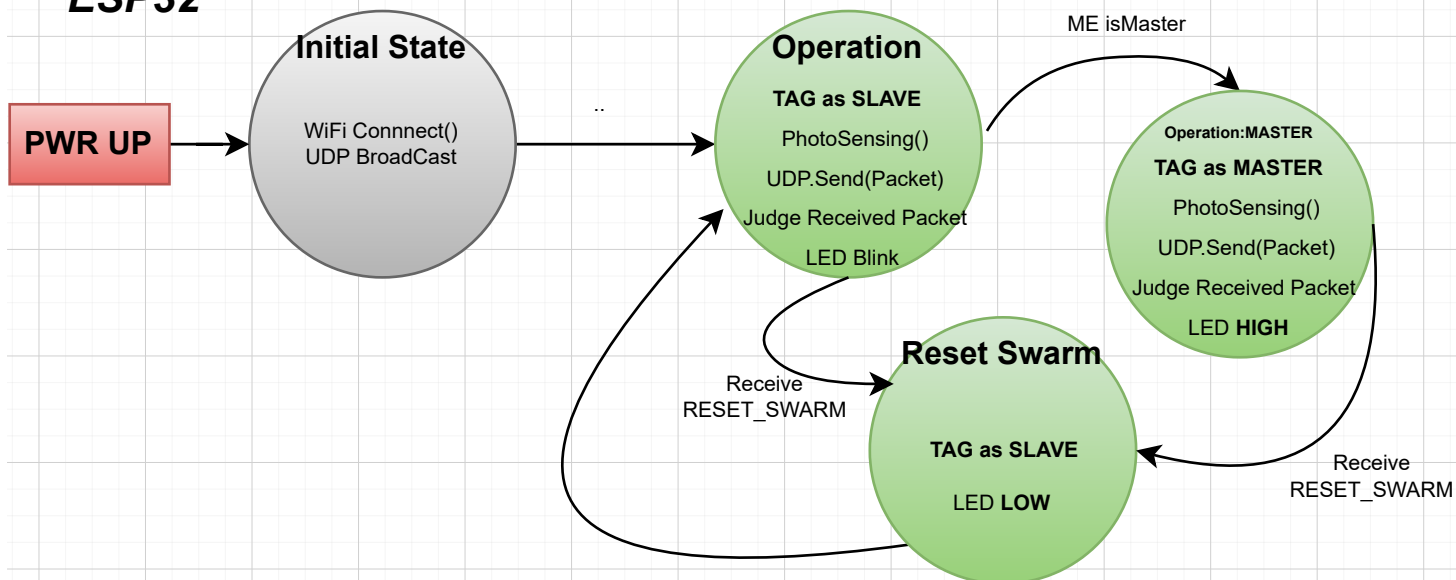 ESP32
PWR UP
Initial State
WiFi Connnect()
UDP BroadCast
..
Operation
TAG as SLAVE
PhotoSensing()
UDP.Send(Packet)
Judge Received Packet
LED Blink
ME isMaster
Operation:MASTER
TAG as MASTER
PhotoSensing()
UDP.Send(Packet)
Judge Received Packet
LED HIGH
Receive
RESET_SWARM
Reset Swarm
TAG as SLAVE
LED LOW
Receive
RESET_SWARM